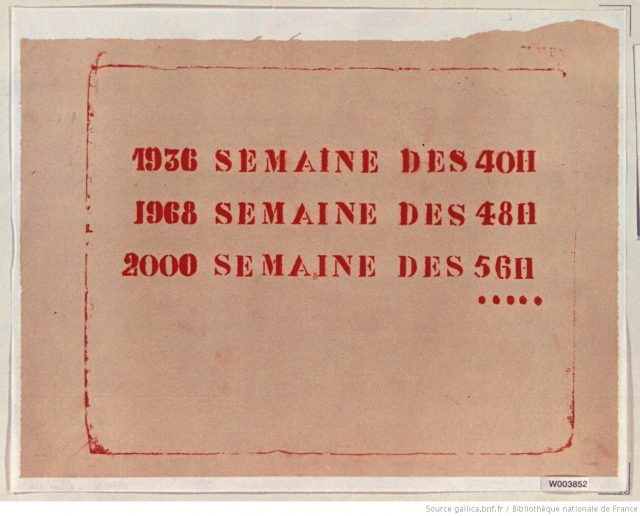 1936 SEMAINE DES 40H
1968 SEMAINE DES 48H
2000 SEMAINE DES 56H
.....
W003852
Source gallica.bnf.fr / Bibliothèque nationale de France